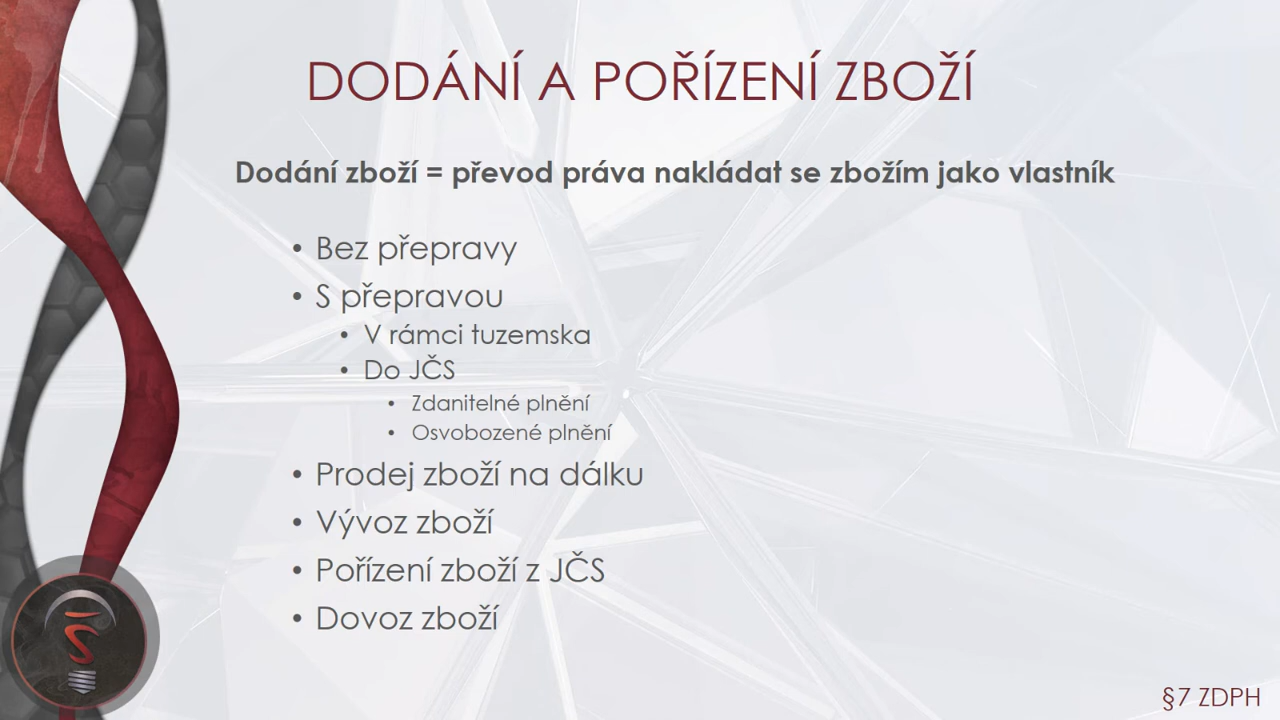 DODÁNÍ A POŘÍZENÍ ZBOŽÍ
Dodání zboží = převod práva nakládat se zbožím jako vlastník
• Bez přepravy
• S přepravou
• V rámci tuzemska
• Do JČS
• Zdanitelné plnění
• Osvobozené plnění
• Prodej zboží na dálku
• Vývoz zboží
• Pořízení zboží z JČS
• Dovoz zboží
§7 ZDPH